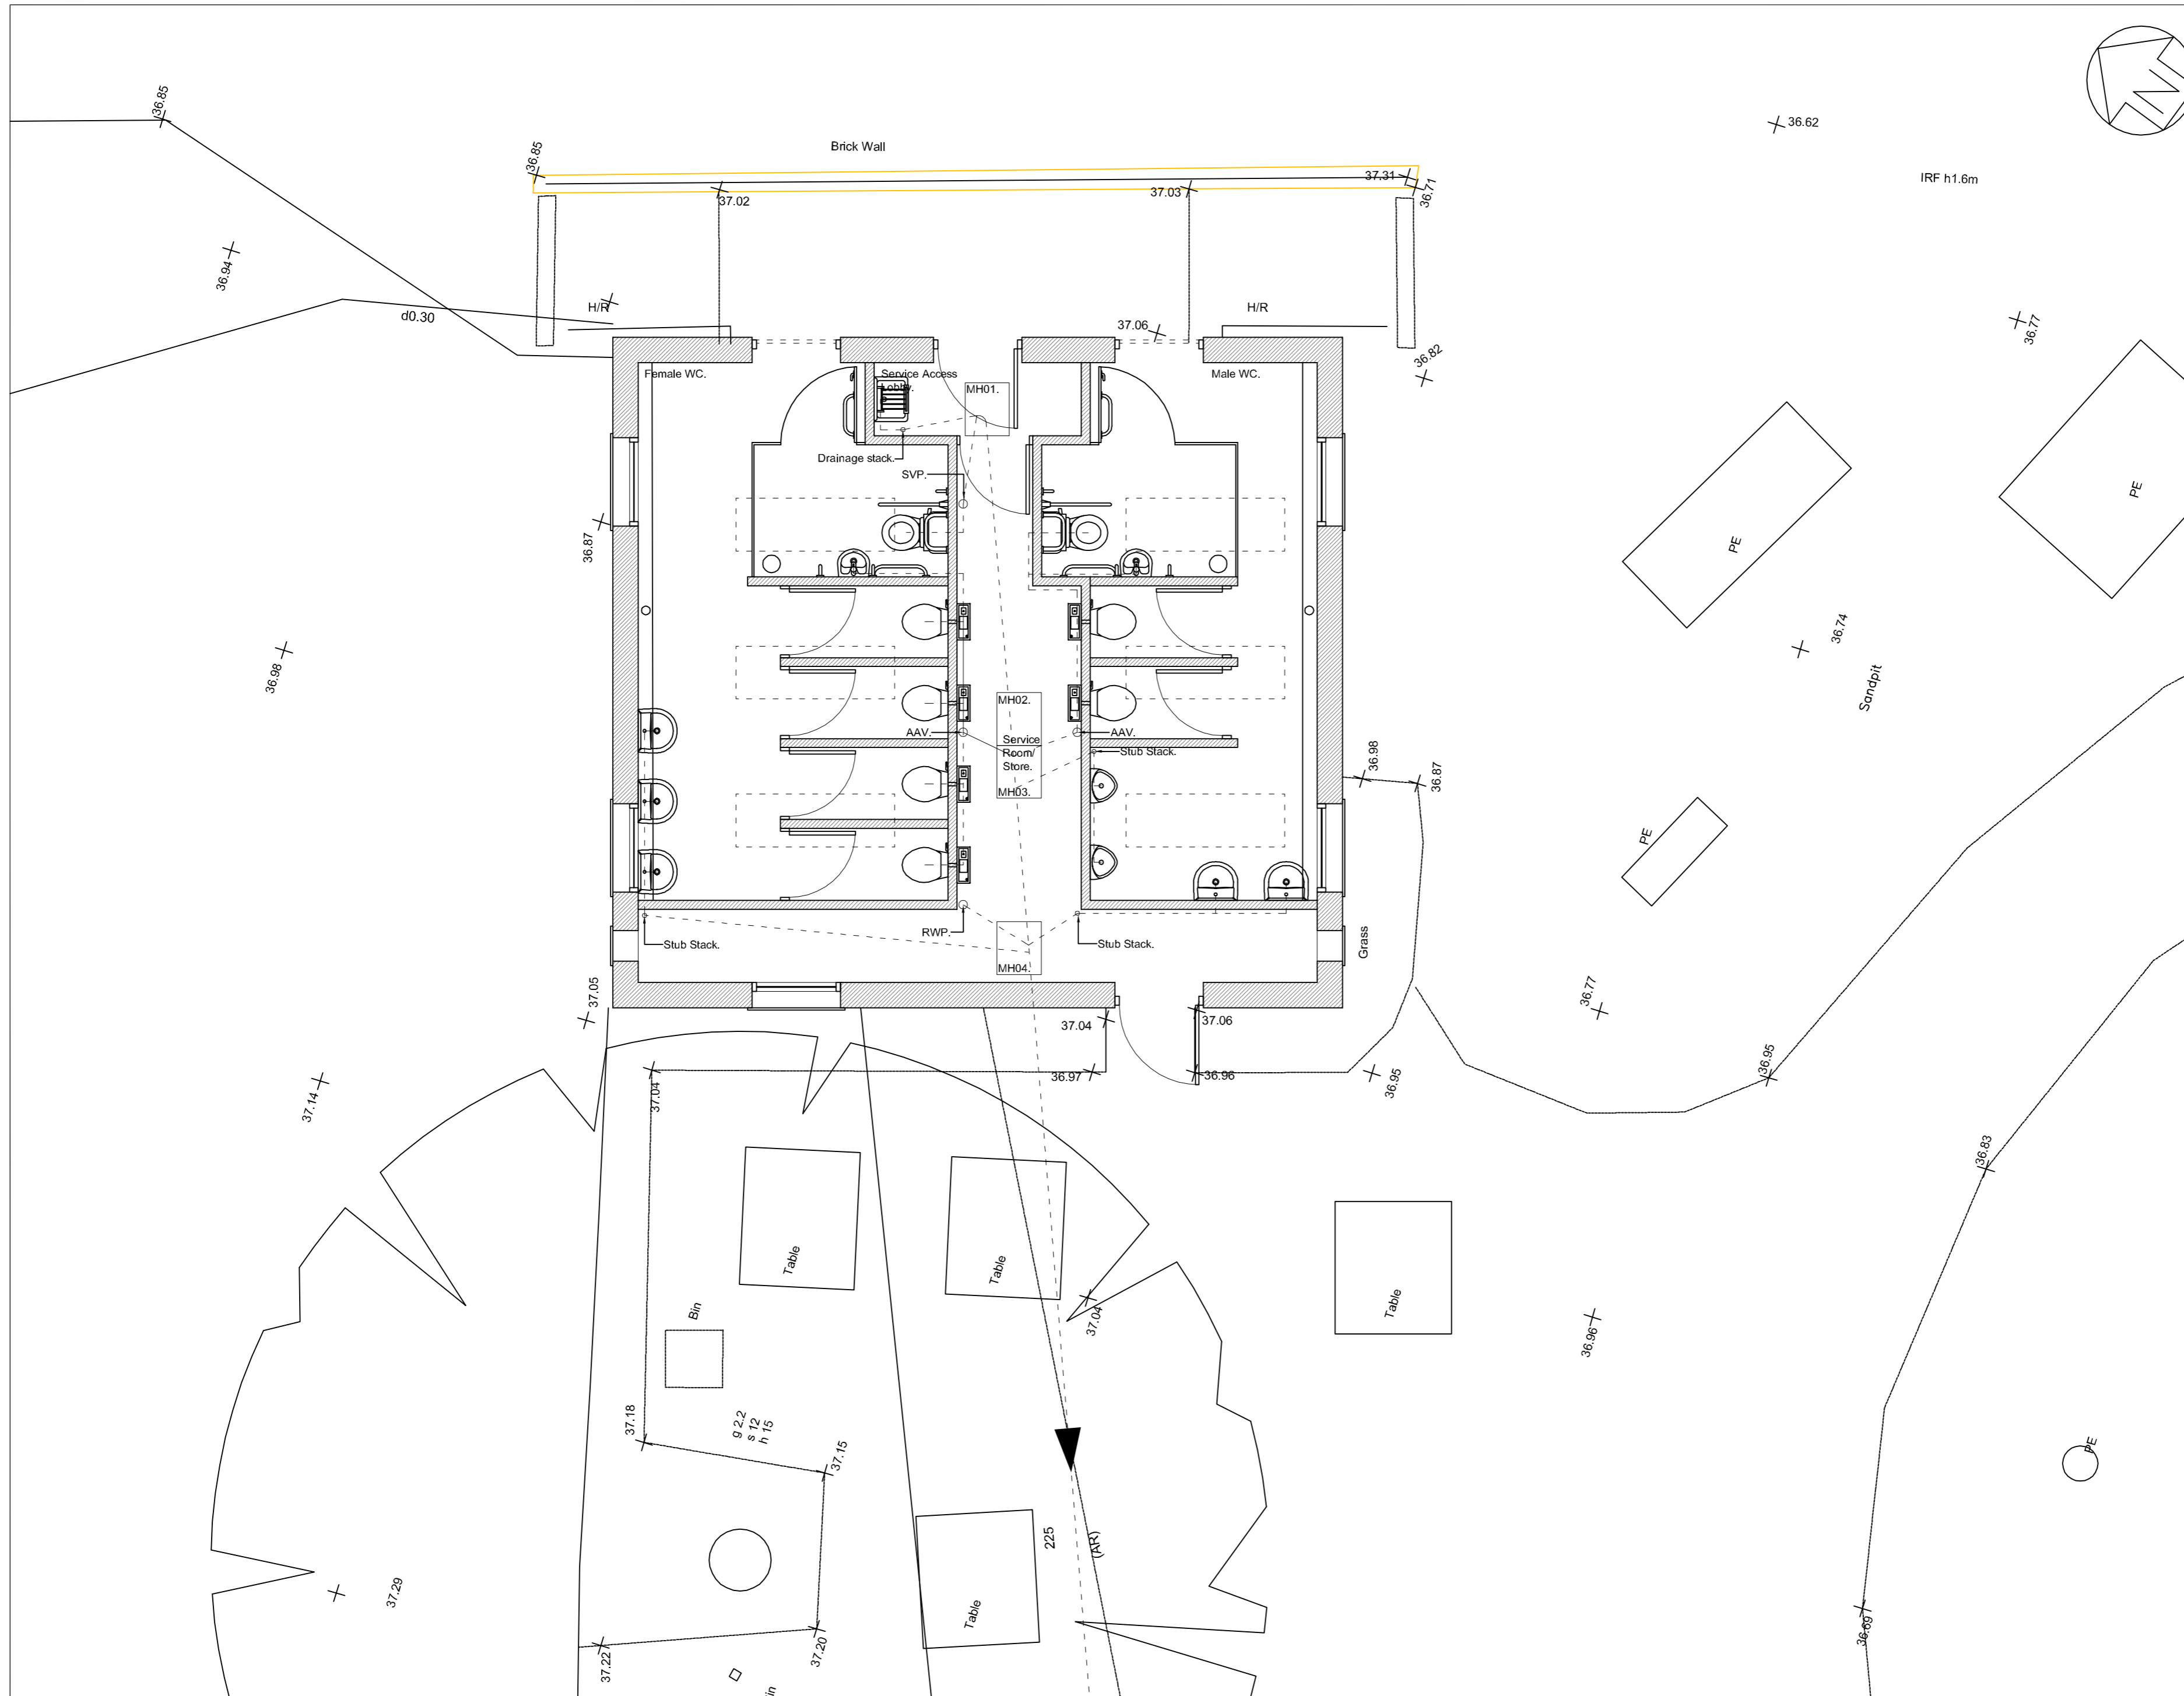 36.85
N
36.62
Brick Wall
36.85
37.31
36.71
IRF h1.6m
37.02
37.03
36.94
H/R
H/R
d0.30
37.06
36.77
36.82
Female WC.
Service Access
Lobby.
MH01.
Male WC.
Drainage stack.
SVP.
PE
PE
36.87
36.74
36.98
Sandpit
MH02.
AAV.
Service
Room/
Store.
AAV.
Stub Stack.
MH03.
36.98
36.87
PE
RWP.
Stub Stack.
Stub Stack.
MH04.
Grass
37.05
36.77
37.04
37.06
36.97
36.96
36.95
36.95
37.04
37.14
36.83
Table
Table
Table
Bin
37.04
36.96
37.18
g 2.2
s 12
h 15
37.15
PE
225
(AR)
37.29
Table
37.22
37.20
36.69
in